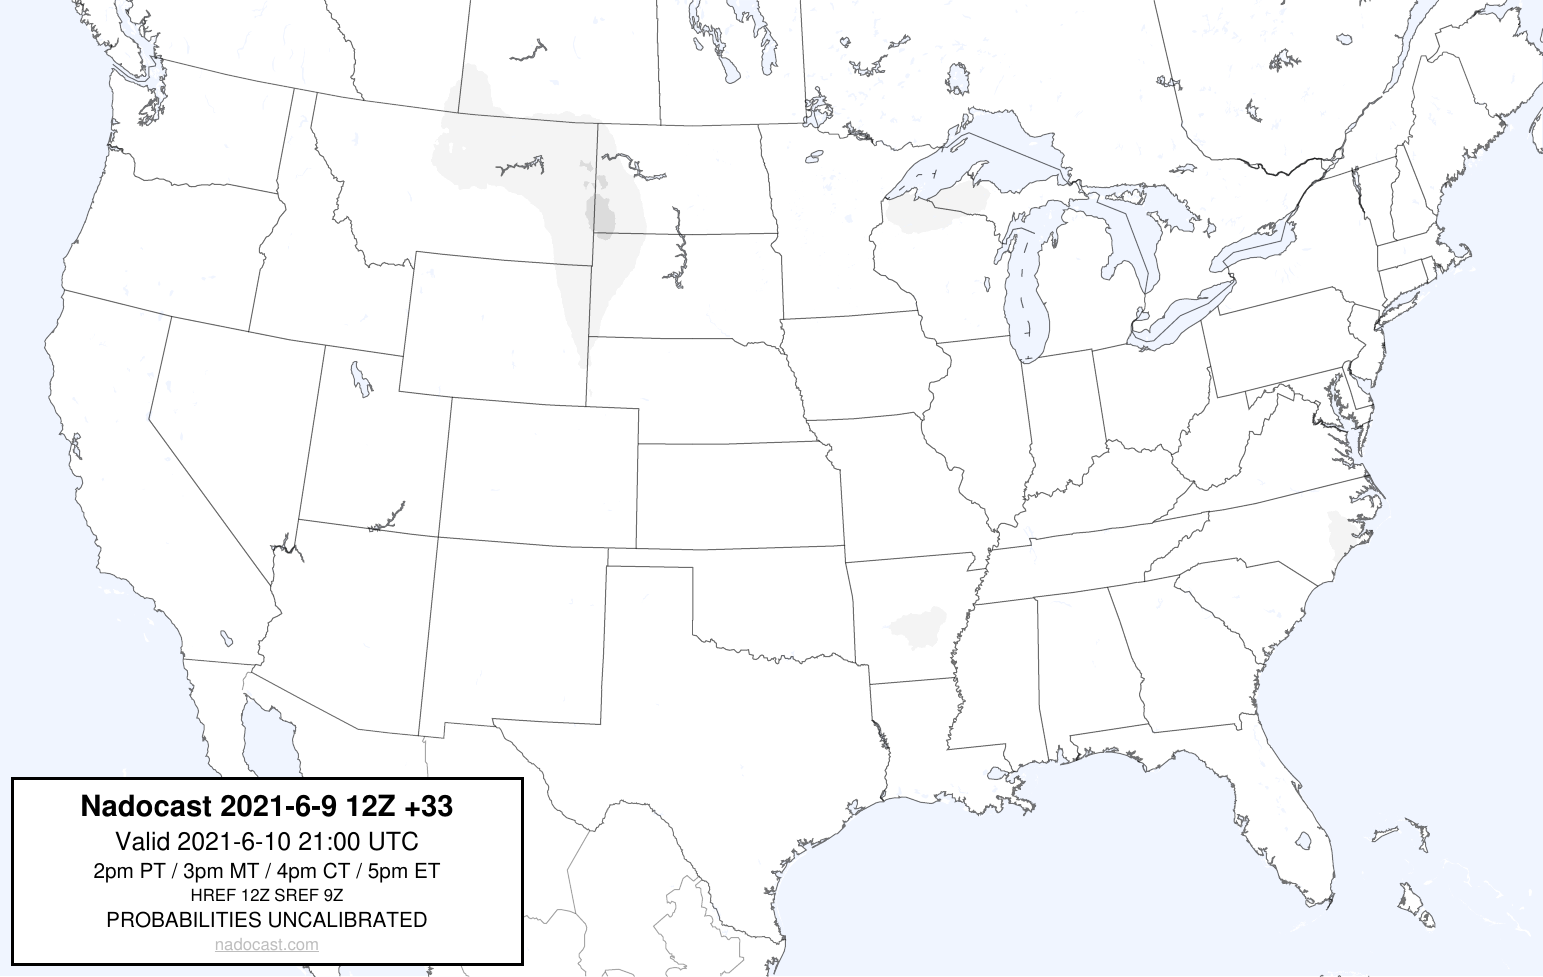 Nadocast 2021-6-9 12Z +33
Valid 2021-6-10 21:00 UTC
2pm PT / 3pm MT / 4pm CT / 5pm ET
HREF 12Z SREF 9Z
PROBABILITIES UNCALIBRATED
nadocast.com